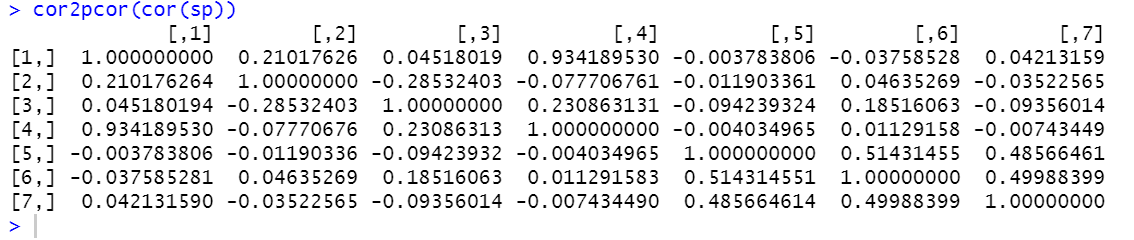 > cor2pcor(cor(sp))
[,1] [,2] [,3] [,4] [,5] [,6] [,7]
[1,] 1.000000000 0.21017626 0.04518019 0.934189530 -0.003783806 -0.03758528 0.04213159
[2,] 0.210176264 1.00000000 -0.28532403 -0.077706761 -0.011903361 0.04635269 -0.03522565
[3,] 0.045180194 -0.28532403 1.00000000 0.230863131 -0.094239324 0.18516063 -0.09356014
[4,] 0.934189530 -0.07770676 0.23086313 1.000000000 -0.004034965 0.01129158 -0.00743449
[5,] -0.003783806 -0.01190336 -0.09423932 -0.004034965 1.000000000 0.51431455 0.48566461
[6,] -0.037585281 0.04635269 0.18516063 0.011291583 0.514314551 1.00000000 0.49988399
[7,] 0.042131590 -0.03522565 -0.09356014 -0.007434490 0.485664614 0.49988399 1.00000000
>